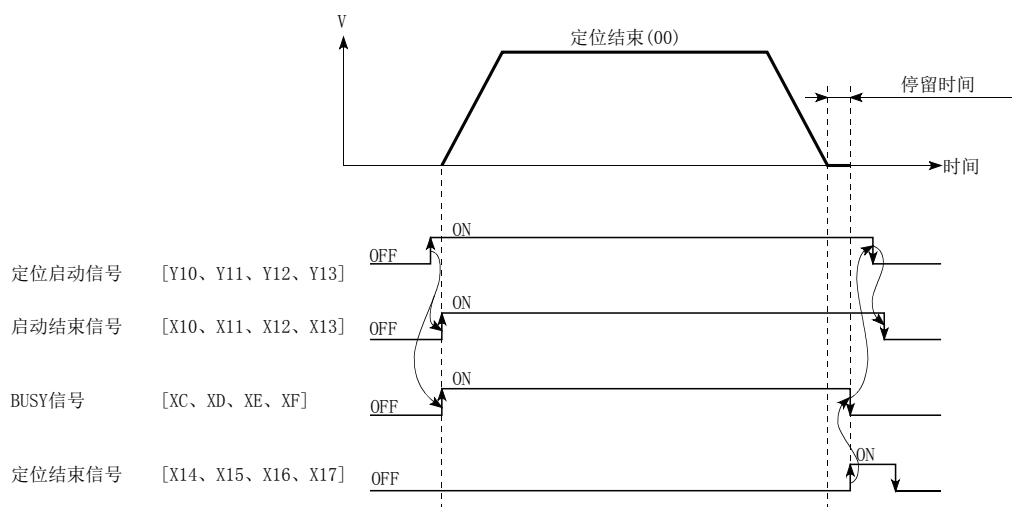 V
定位结束(00)
停留时间
时间
ON
OFF
定位启动信号 [Y10、Y11、Y12、Y13]
ON
启动结束信号 [X10、X11、X12、X13] OFF
ON
BUSY信号 [XC、XD、XE、XF] OFF
ON
定位结束信号 [X14、X15、X16、X17] OFF